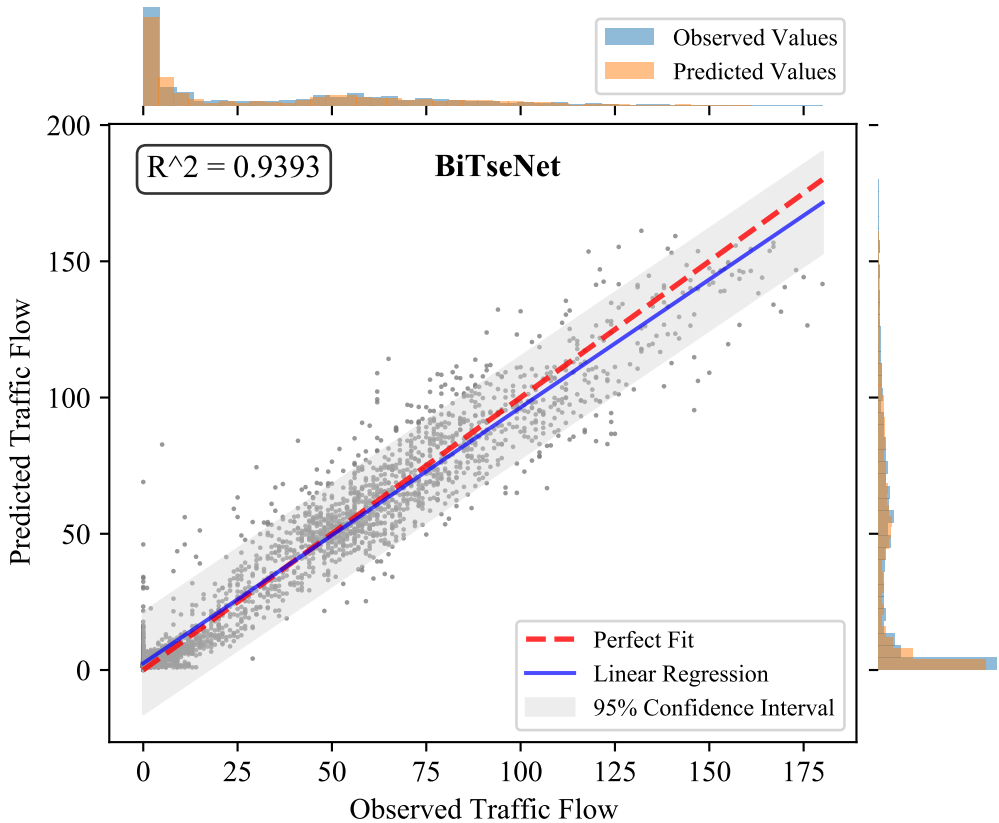 Observed Values
Predicted Values
R^2 = 0.9393
BiTseNet
200
150
100
50
0
Predicted Traffic Flow
Perfect Fit
Linear Regression
95% Confidence Interval
0 25 50 75 100 125 150 175
Observed Traffic Flow